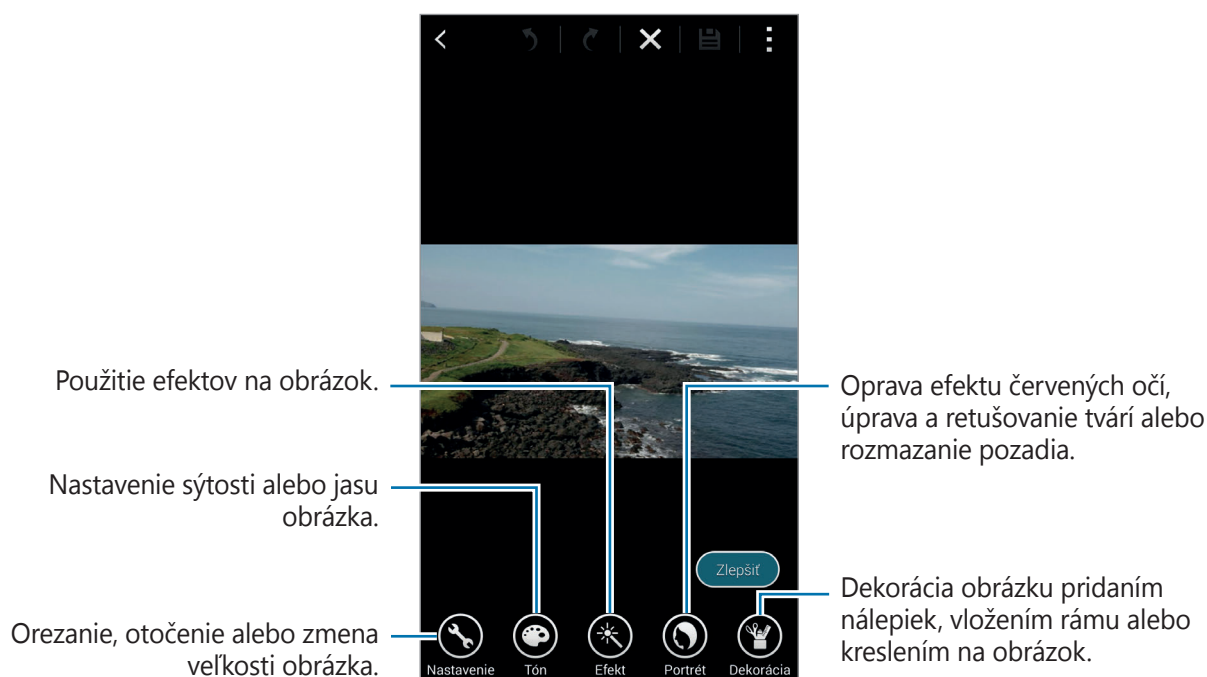 Použitie efektov na obrázok.
Nastavenie sýtosti alebo jasu
obrázka.
Orezanie, otočenie alebo zmena
veľkosti obrázka.
Oprava efektu červených očí,
úprava a retušovanie tvárí alebo
rozmazanie pozadia.
Dekorácia obrázku pridaním
nálepiek, vložením rámu alebo
kreslením na obrázok.
Zlepšiť
Nastavenie Tón Efekt Portrét Dekorácia